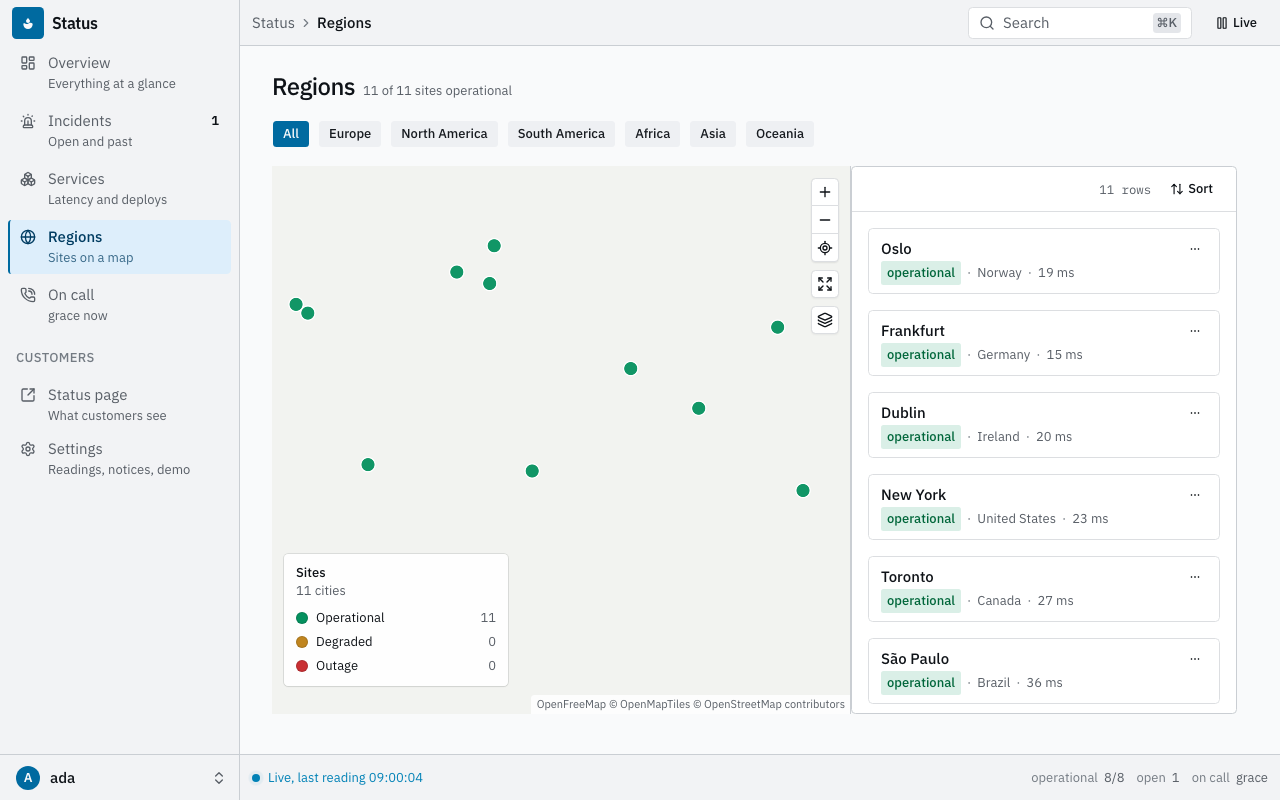 Status
Overview
Everything at a glance
Incidents 1
Open and past
Services
Latency and deploys
Regions
Sites on a map
On call
grace now
CUSTOMERS
Status page
What customers see
Settings
Readings, notices, demo
A ada
Status > Regions
Search ⌘K
Live
Regions 11 of 11 sites operational
All Europe North America South America Africa Asia Oceania
Sites
11 cities
Operational 11
Degraded 0
Outage 0
OpenFreeMap © OpenMapTiles © OpenStreetMap contributors
11 rows Sort
Oslo
operational · Norway · 19 ms
Frankfurt
operational · Germany · 15 ms
Dublin
operational · Ireland · 20 ms
New York
operational · United States · 23 ms
Toronto
operational · Canada · 27 ms
São Paulo
operational · Brazil · 36 ms
Live, last reading 09:00:04
operational 8/8 open 1 on call grace